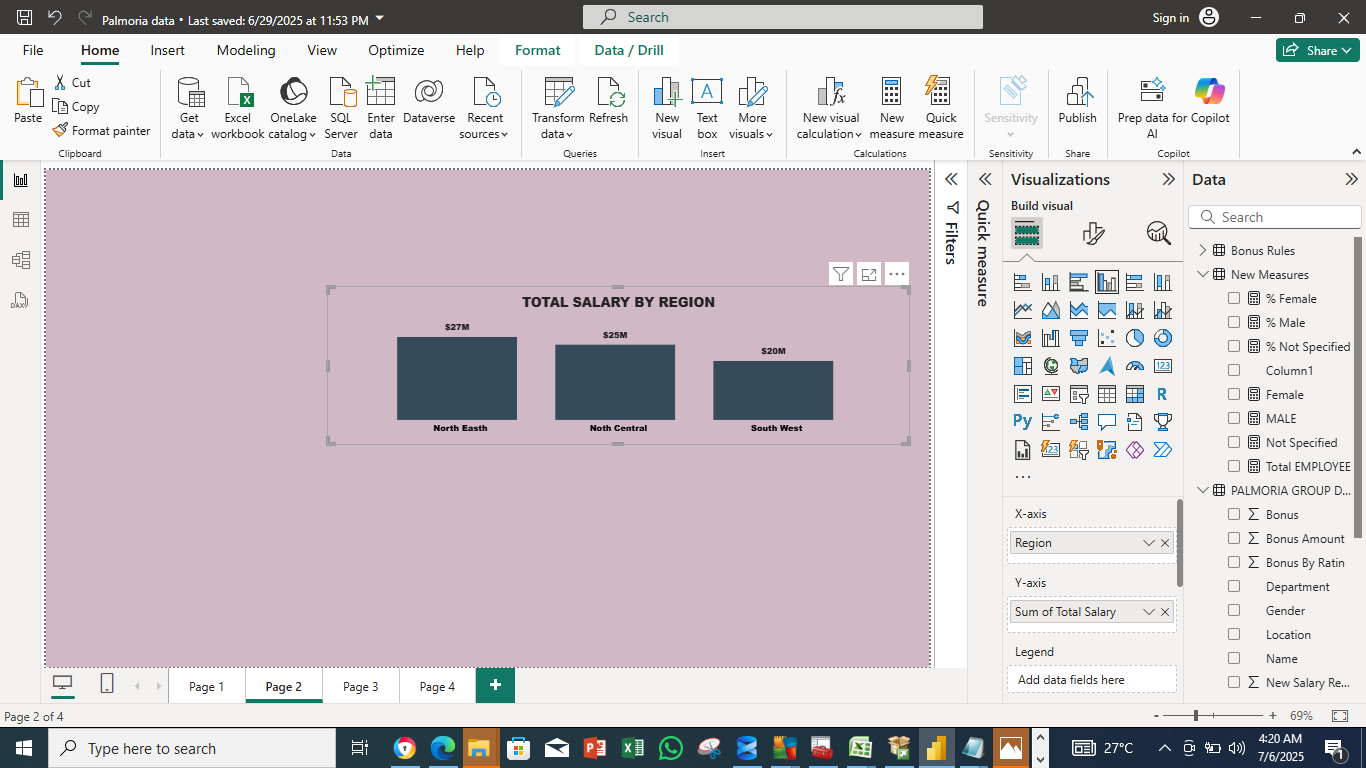 Palmoria data • Last saved: 6/29/2025 at 11:53 PM
Search
Sign in
File
Home
Insert
Modeling
View
Optimize
Help
Format
Data / Drill
Share
Paste
Cut
Copy
Format painter
Clipboard
Get data
Excel workbook
OneLake catalog
SQL Server
Enter data
Dataverse
Recent sources
Data
Transform data
Refresh
Queries
New visual
Text box
More visuals
Insert
New visual calculation
New measure
Quick measure
Calculations
Sensitivity
Sensitivity
Publish
Share
Prep data for AI
Copilot
Copilot
TOTAL SALARY BY REGION
$27M
$25M
$20M
North Easth
Noth Central
South West
Filters
Quick measure
Visualizations
Build visual
123
R
Py
123
...
X-axis
Region
Y-axis
Sum of Total Salary
Legend
Add data fields here
Data
Search
Bonus Rules
New Measures
% Female
% Male
% Not Specified
Column1
Female
MALE
Not Specified
Total EMPLOYEE
PALMORIA GROUP D...
Bonus
Bonus Amount
Bonus By Ratin
Department
Gender
Location
Name
New Salary Re...
Page 1
Page 2
Page 3
Page 4
+
Page 2 of 4
- + 69%
Type here to search
27°C
4:20 AM
7/6/2025
1
DAX